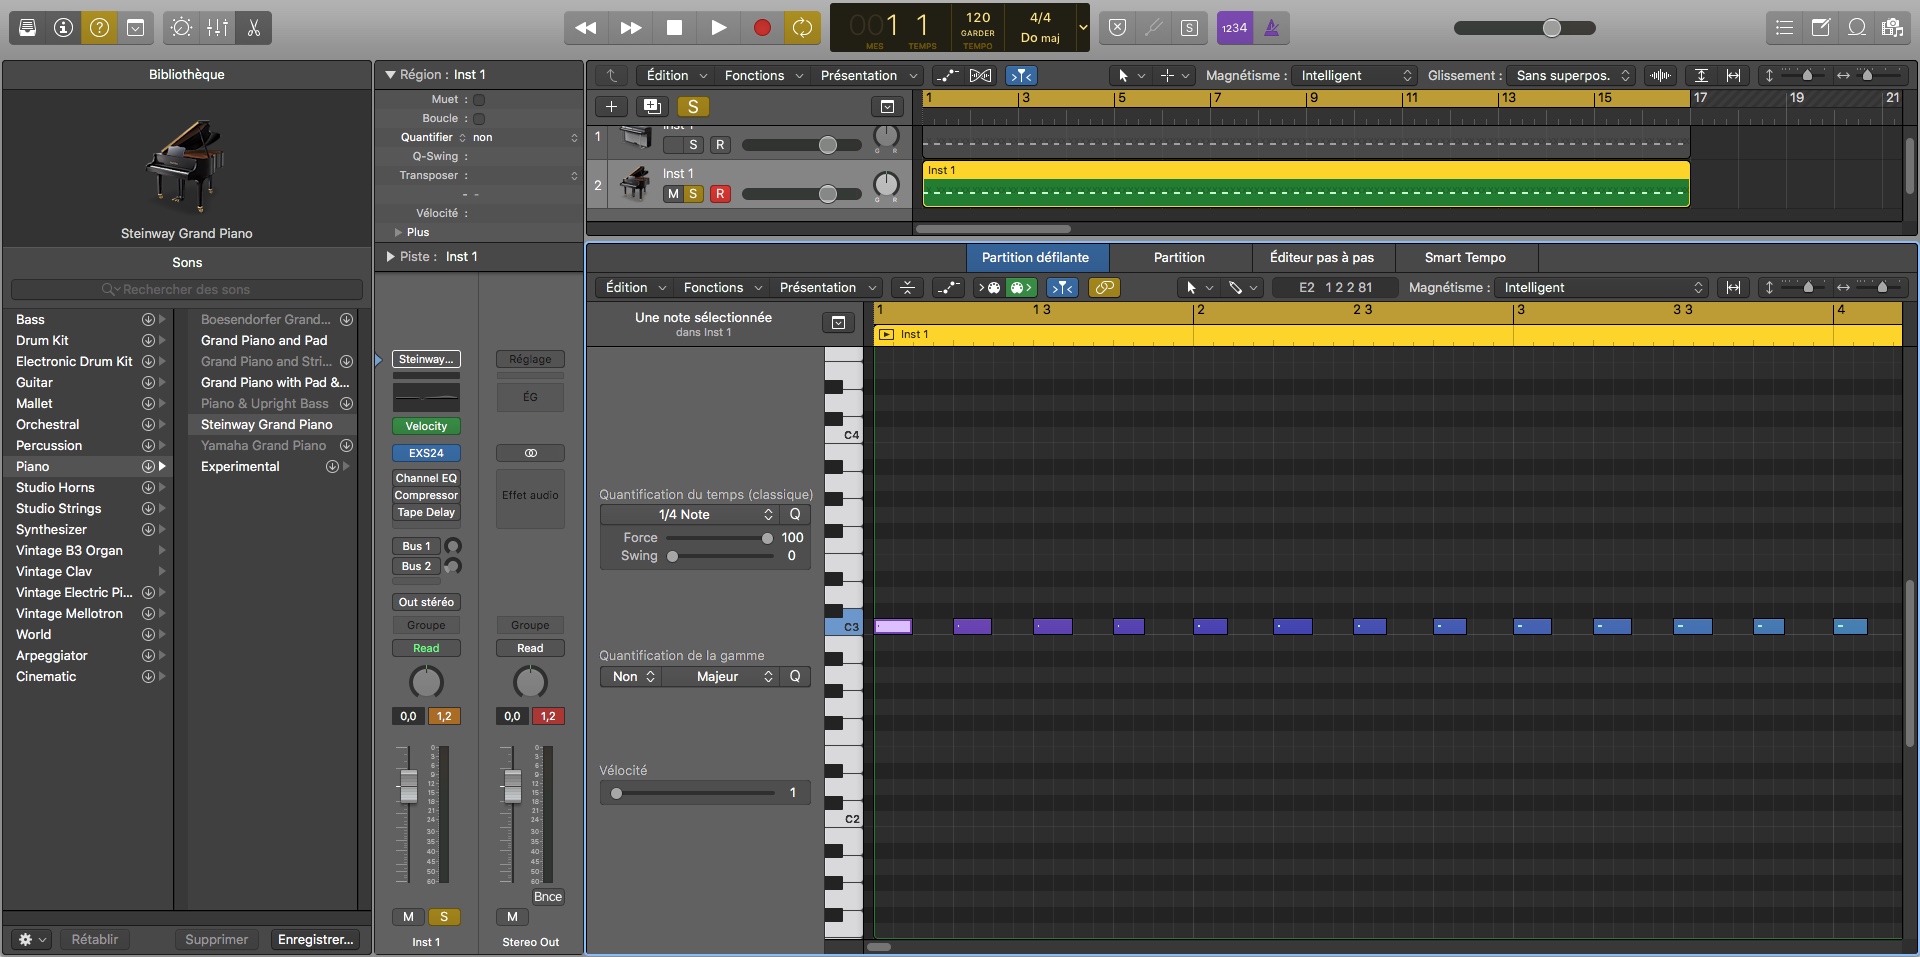 001 1
120
GARDER
4/4
Do maj
MES TEMPS TEMPO
S
1234
Bibliothèque
Steinway Grand Piano
Sons
Rechercher des sons
Bass
Drum Kit
Electronic Drum Kit
Guitar
Mallet
Orchestral
Percussion
Piano
Studio Horns
Studio Strings
Synthesizer
Vintage B3 Organ
Vintage Clav
Vintage Electric Pi...
Vintage Mellotron
World
Arpeggiator
Cinematic
Boesendorfer Grand...
Grand Piano and Pad
Grand Piano and Stri...
Grand Piano with Pad &...
Piano & Upright Bass
Steinway Grand Piano
Yamaha Grand Piano
Experimental
Rétablir
Supprimer
Enregistrer...
Région : Inst 1
Muet :
Boucle :
Quantifier non
Q-Swing :
Transposer :
- -
Vélocité :
Plus
Piste : Inst 1
Steinway...
Velocity
EXS24
Channel EQ
Compressor
Tape Delay
Bus 1
Bus 2
Out stéréo
Groupe
Read
0,0 1,2
M S
Inst 1
Réglage
ÉG
Effet audio
Groupe
Read
0,0 1,2
Bnce
M
Stereo Out
Édition Fonctions Présentation Magnétisme : Intelligent Glissement : Sans superpos.
S
1 3 5 7 9 11 13 15 17 19 21
1 Inst 1
S R
G R
2 Inst 1
M S R
G R
Inst 1
Partition défilante Partition Éditeur pas à pas Smart Tempo
Édition Fonctions Présentation E2 1 2 2 81 Magnétisme : Intelligent
Une note sélectionnée
dans Inst 1
1 1 3 2 2 3 3 3 3 4
Inst 1
C4
C3
C2
Quantification du temps (classique)
1/4 Note Q
Force 100
Swing 0
Quantification de la gamme
Non Majeur Q
Vélocité
1